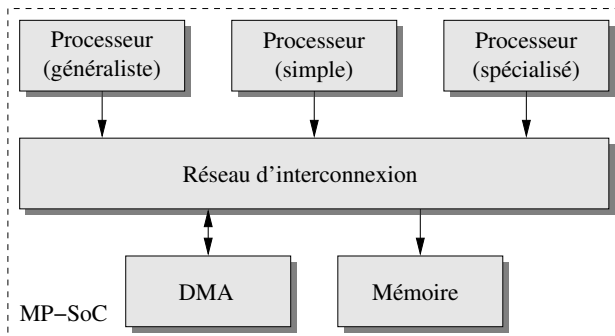 Processeur
(généraliste)
Processeur
(simple)
Processeur
(spécialisé)
Réseau d'interconnexion
DMA
Mémoire
MP−SoC